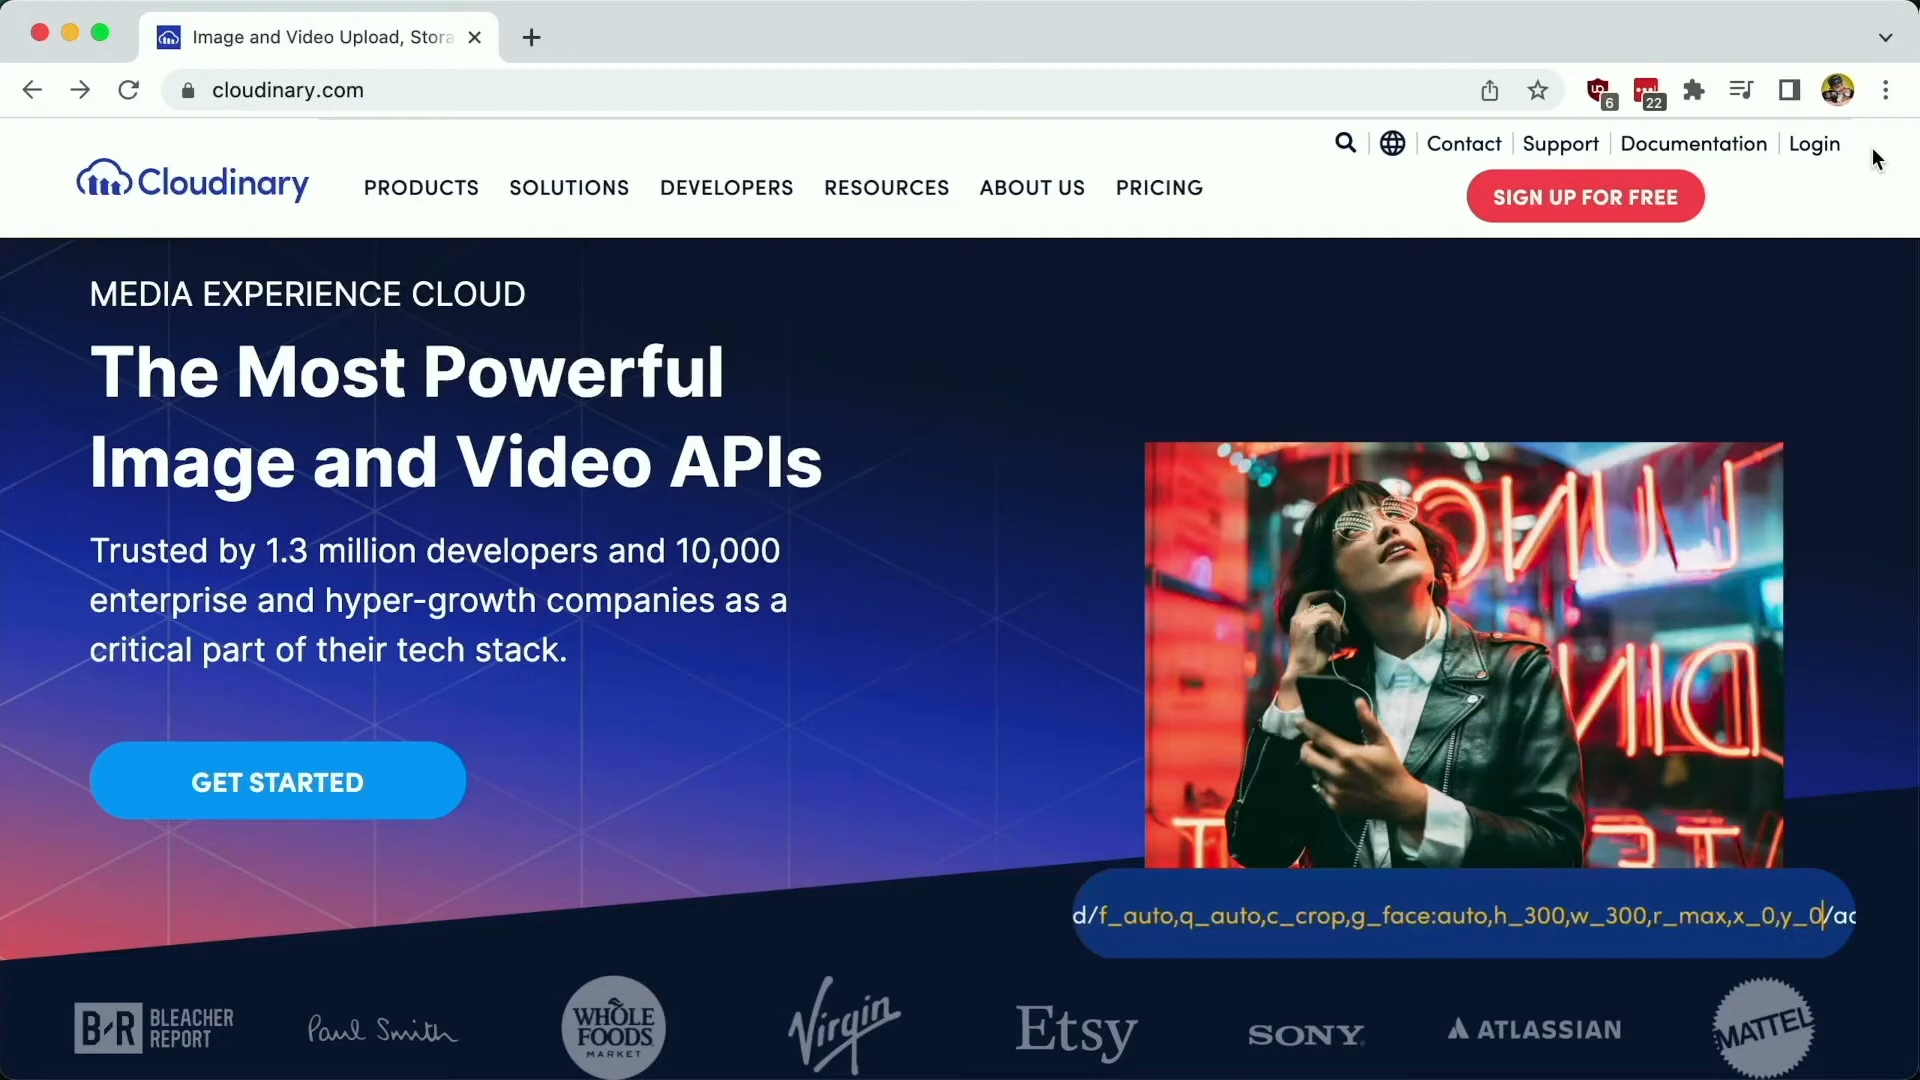 Image and Video Upload, Stora
cloudinary.com
6
22
Contact
Support
Documentation
Login
Cloudinary
PRODUCTS
SOLUTIONS
DEVELOPERS
RESOURCES
ABOUT US
PRICING
SIGN UP FOR FREE
MEDIA EXPERIENCE CLOUD
The Most Powerful
Image and Video APIs
Trusted by 1.3 million developers and 10,000
enterprise and hyper-growth companies as a
critical part of their tech stack.
GET STARTED
d/f_auto,q_auto,c_crop,g_face:auto,h_300,w_300,r_max,x_0,y_0/ac
B-R BLEACHER
REPORT
Paul Smith
WHOLE
FOODS
MARKET
Virgin
Etsy
SONY
ATLASSIAN
MATTEL